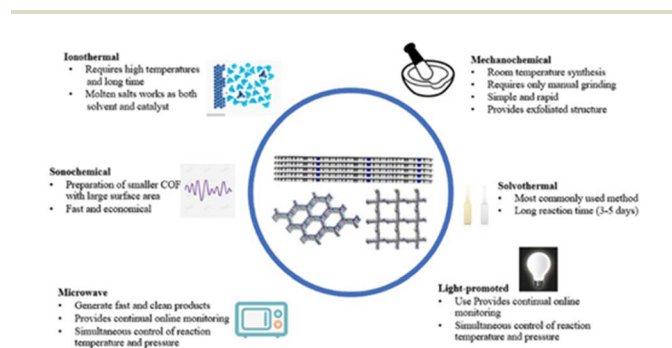 Ionothermal
• Requires high temperatures
and long time
• Molten salts works as both
solvent and catalyst
Mechanochemical
• Room temperature synthesis
• Requires only manual grinding
• Simple and rapid
• Provides exfoliated structure
Sonochemical
• Preparation of smaller COF
with large surface area
• Fast and economical
Solvothermal
• Most commonly used method
• Long reaction time (3-5 days)
Microwave
• Generate fast and clean products
• Provides continual online monitoring
• Simultaneous control of reaction
temperature and pressure
Light-promoted
• Use Provides continual online
monitoring
• Simultaneous control of reaction
temperature and pressure